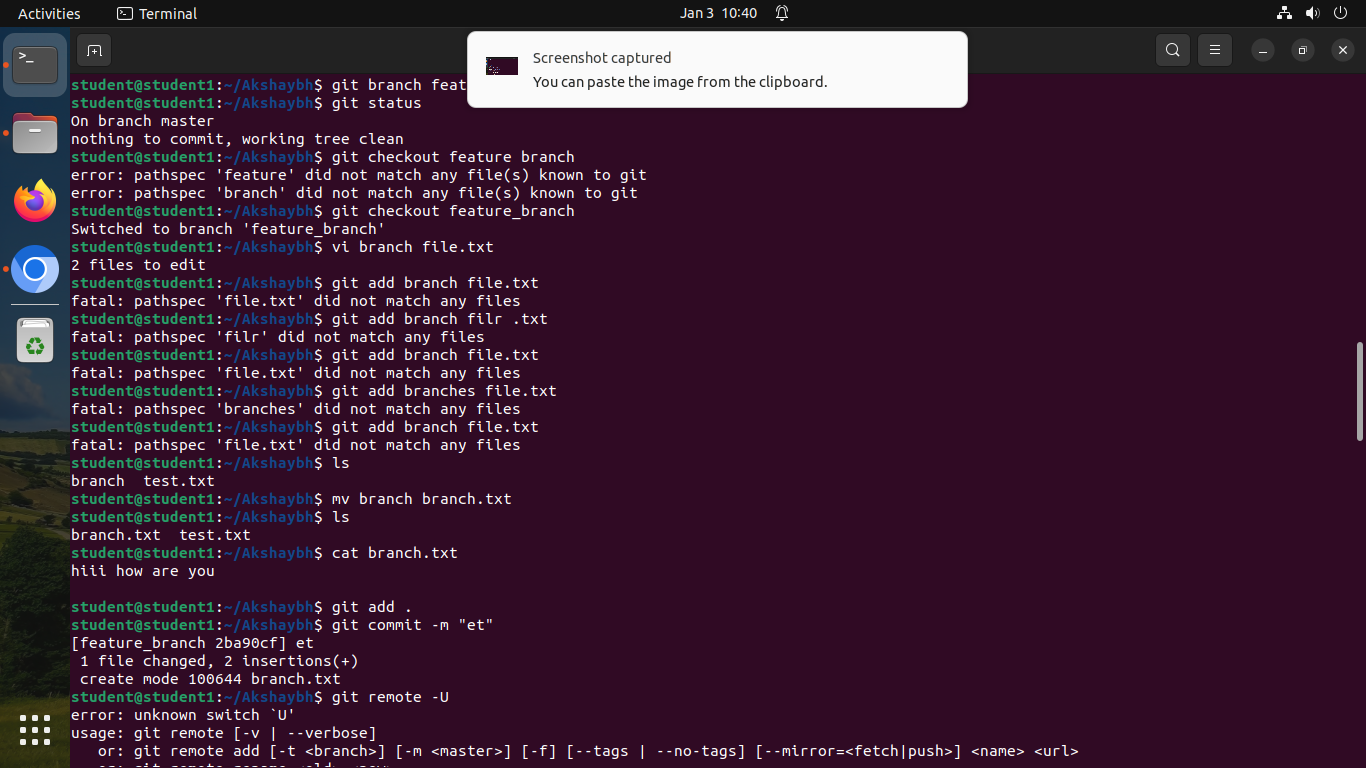 Activities
Terminal
Jan 3 10:40
Screenshot captured
You can paste the image from the clipboard.
student@student1:~/Akshaybh$ git branch feat
student@student1:~/Akshaybh$ git status
On branch master
nothing to commit, working tree clean
student@student1:~/Akshaybh$ git checkout feature branch
error: pathspec 'feature' did not match any file(s) known to git
error: pathspec 'branch' did not match any file(s) known to git
student@student1:~/Akshaybh$ git checkout feature_branch
Switched to branch 'feature_branch'
student@student1:~/Akshaybh$ vi branch file.txt
2 files to edit
student@student1:~/Akshaybh$ git add branch file.txt
fatal: pathspec 'file.txt' did not match any files
student@student1:~/Akshaybh$ git add branch filr .txt
fatal: pathspec 'filr' did not match any files
student@student1:~/Akshaybh$ git add branch file.txt
fatal: pathspec 'file.txt' did not match any files
student@student1:~/Akshaybh$ git add branches file.txt
fatal: pathspec 'branches' did not match any files
student@student1:~/Akshaybh$ git add branch file.txt
fatal: pathspec 'file.txt' did not match any files
student@student1:~/Akshaybh$ ls
branch  test.txt
student@student1:~/Akshaybh$ mv branch branch.txt
student@student1:~/Akshaybh$ ls
branch.txt  test.txt
student@student1:~/Akshaybh$ cat branch.txt
hiii how are you
student@student1:~/Akshaybh$ git add .
student@student1:~/Akshaybh$ git commit -m "et"
[feature_branch 2ba90cf] et
 1 file changed, 2 insertions(+)
 create mode 100644 branch.txt
student@student1:~/Akshaybh$ git remote -U
error: unknown switch `U'
usage: git remote [-v | --verbose]
   or: git remote add [-t <branch>] [-m <master>] [-f] [--tags | --no-tags] [--mirror=<fetch|push>] <name> <url>